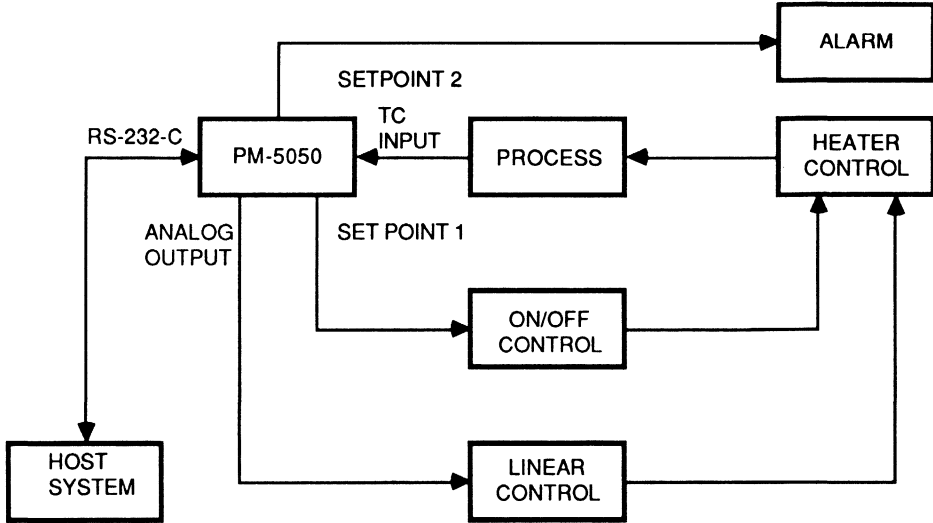 ALARM
SETPOINT 2
RS-232-C
TC
INPUT
PM-5050
PROCESS
HEATER
CONTROL
ANALOG
OUTPUT
SET POINT 1
ON/OFF
CONTROL
HOST
SYSTEM
LINEAR
CONTROL